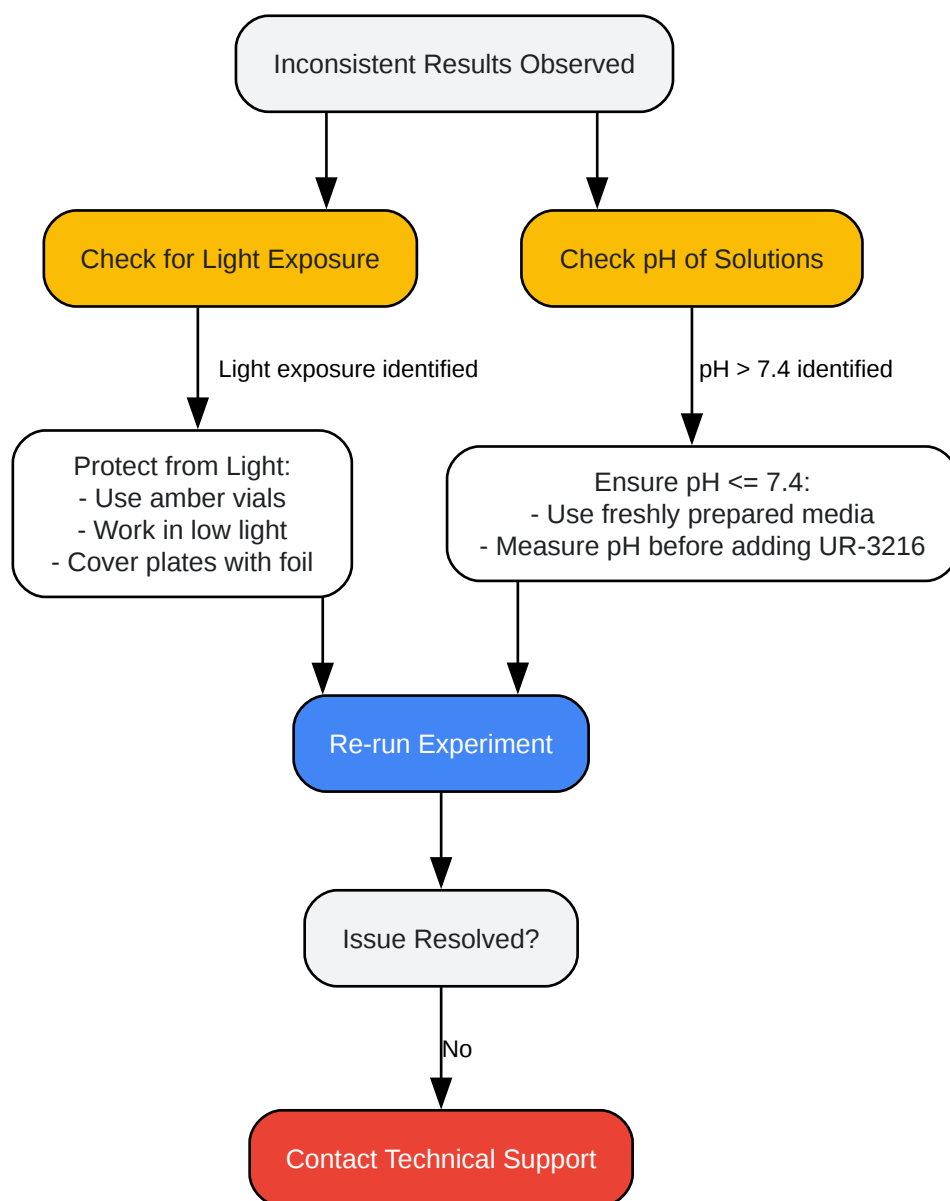 Inconsistent Results Observed
Check for Light Exposure
Check pH of Solutions
Light exposure identified
pH > 7.4 identified
Protect from Light:
- Use amber vials
- Work in low light
- Cover plates with foil
Ensure pH <= 7.4:
- Use freshly prepared media
- Measure pH before adding UR-3216
Re-run Experiment
Issue Resolved?
No
Contact Technical Support